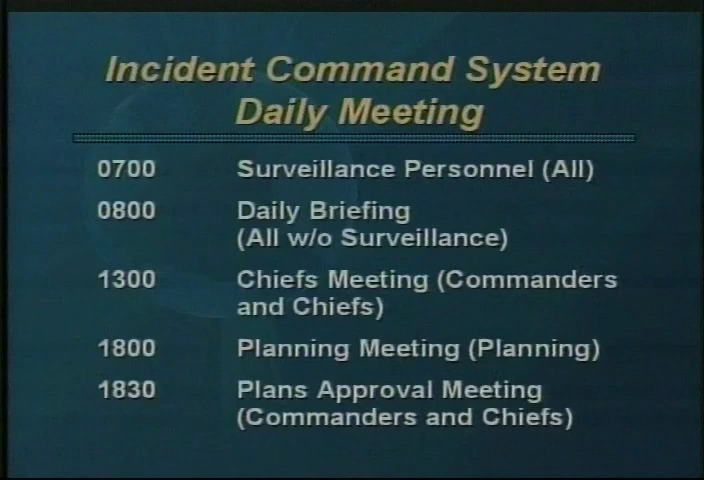 Incident Command System
Daily Meeting
0700 Surveillance Personnel (All)
0800 Daily Briefing
(All w/o Surveillance)
1300 Chiefs Meeting (Commanders
and Chiefs)
1800 Planning Meeting (Planning)
1830 Plans Approval Meeting
(Commanders and Chiefs)